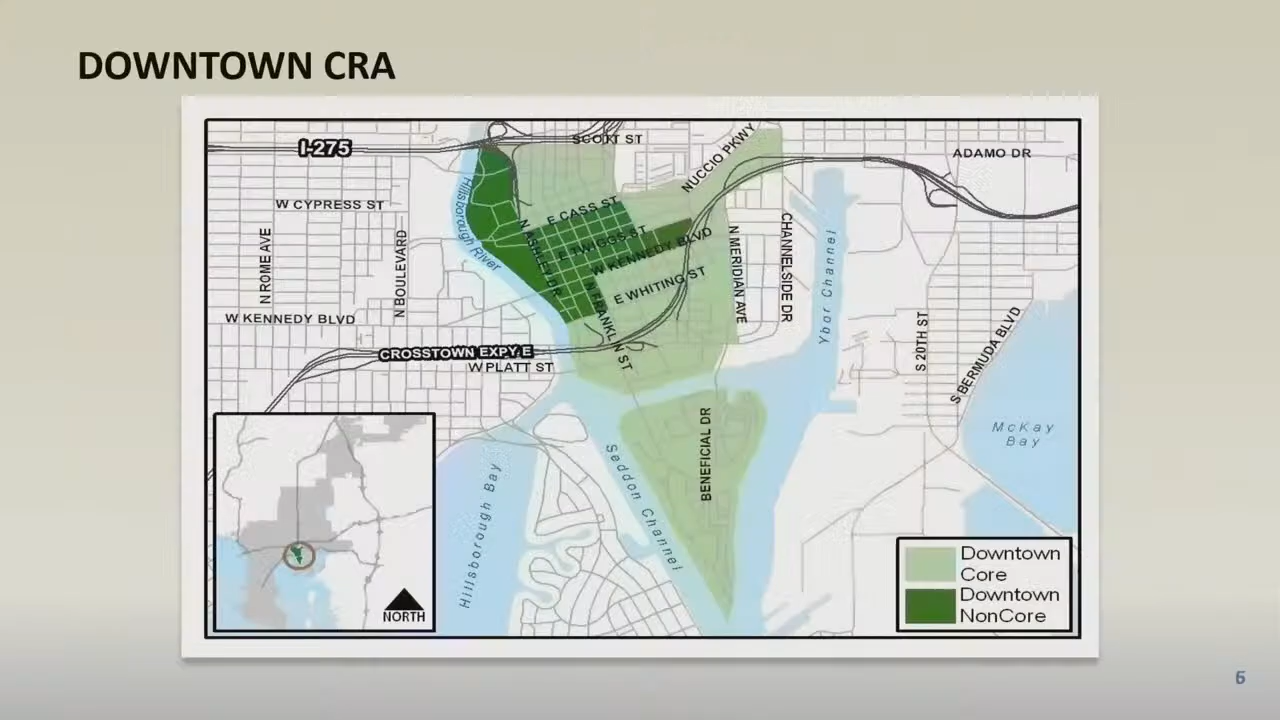 DOWNTOWN CRA
I-275
SCOTT ST
NUCCIO PKWY
ADAMO DR
W CYPRESS ST
E CASS ST
Hillsborough River
N ROME AVE
N BOULEVARD
N ASHLEY DR
E TWIGGS ST
W KENNEDY BLVD
N MERIDIAN AVE
CHANNELSIDE DR
Ybor Channel
E WHITING ST
W KENNEDY BLVD
N FRANKLIN ST
S 20TH ST
S BERMUDA BLVD
CROSSTOWN EXPY E
W PLATT ST
McKay
Bay
BENEFICIAL DR
Seddon Channel
Hillsborough Bay
NORTH
Downtown
Core
Downtown
NonCore
6